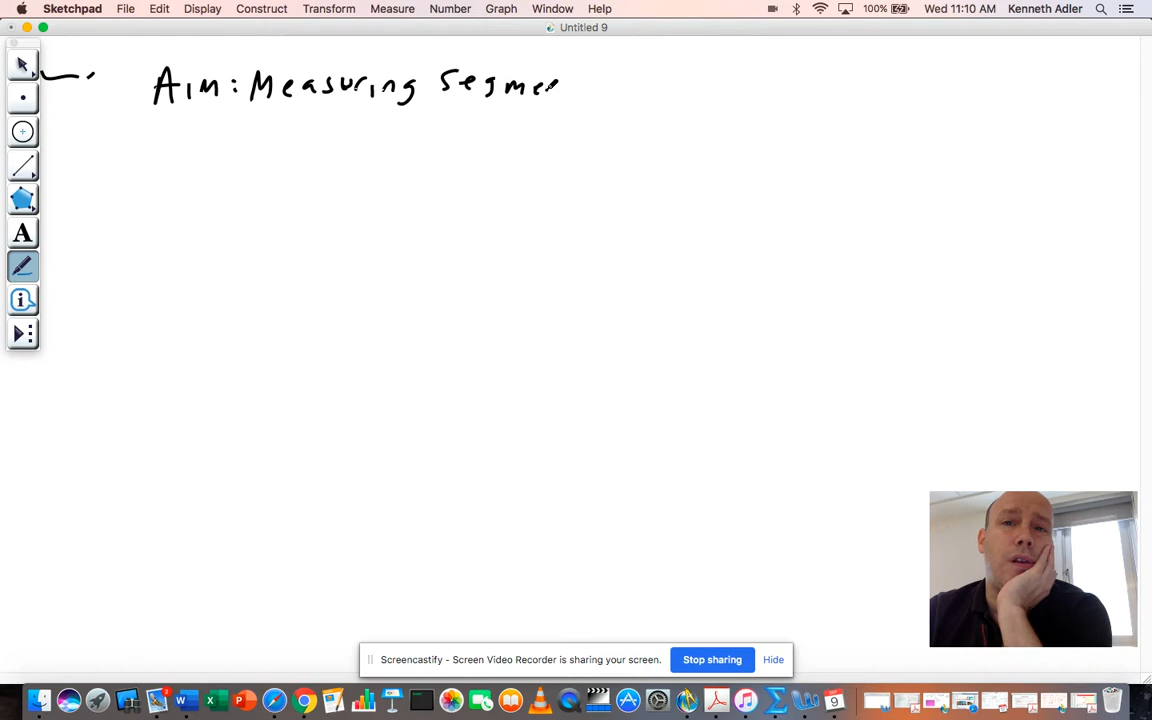 Sketchpad File Edit Display Construct Transform Measure Number Graph Window Help 100% Wed 11:10 AM Kenneth Adler
Untitled 9
Aim: Measuring Segme
A
Screencastify - Screen Video Recorder is sharing your screen. Stop sharing Hide